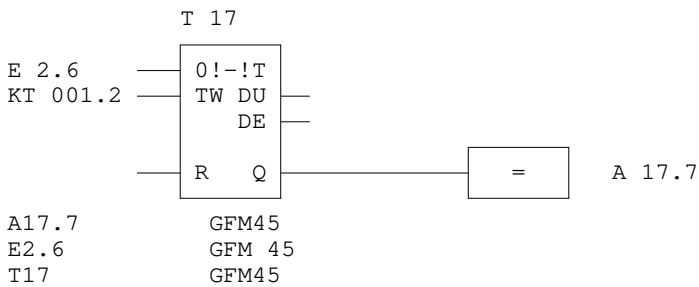 T 17
E 2.6 0!-!T
KT 001.2 TW DU
DE
R Q = A 17.7
A17.7 GFM45
E2.6 GFM 45
T17 GFM45